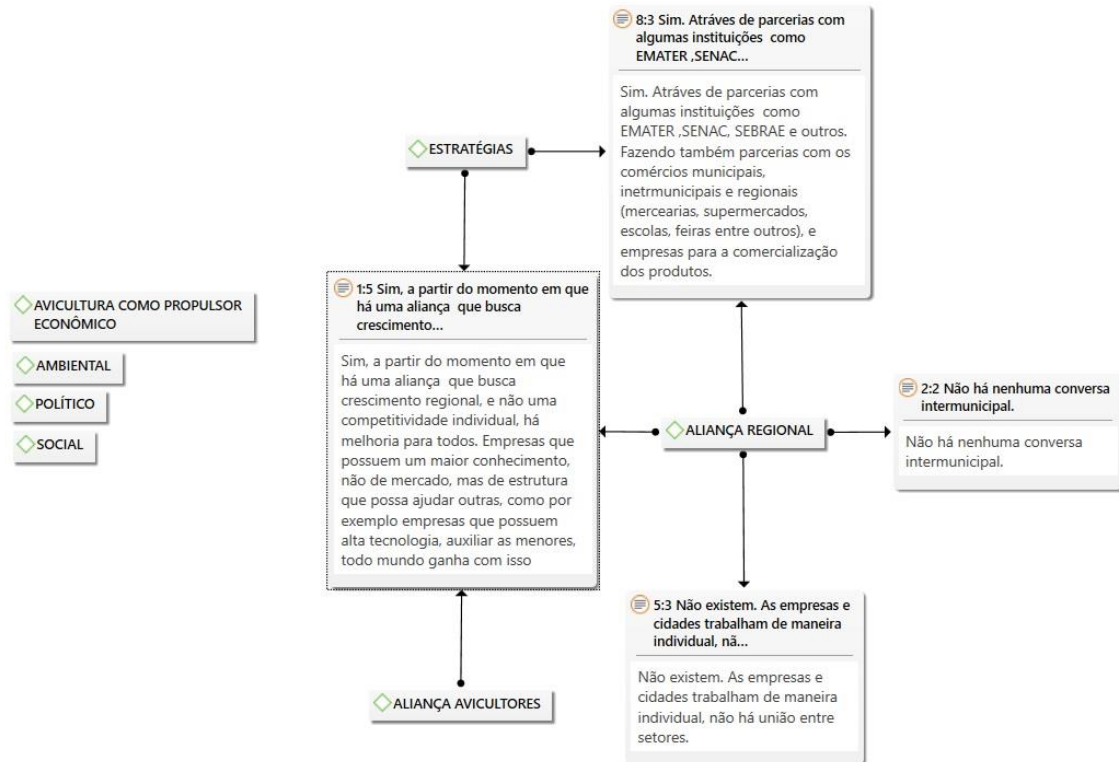 8:3 Sim. Atráves de parcerias com
algumas instituições como
EMATER ,SENAC...
Sim. Atráves de parcerias com
algumas instituições como
EMATER ,SENAC, SEBRAE e outros.
Fazendo também parcerias com os
comércios municipais,
inetrmunicipais e regionais
(mercearias, supermercados,
escolas, feiras entre outros), e
empresas para a comercialização
dos produtos.
ESTRATÉGIAS
1:5 Sim, a partir do momento em que
há uma aliança que busca
crescimento...
Sim, a partir do momento em que
há uma aliança que busca
crescimento regional, e não uma
competitividade individual, há
melhoria para todos. Empresas que
possuem um maior conhecimento,
não de mercado, mas de estrutura
que possa ajudar outras, como por
exemplo empresas que possuem
alta tecnologia, auxiliar as menores,
todo mundo ganha com isso
AVICULTURA COMO PROPULSOR
ECONÔMICO
AMBIENTAL
POLÍTICO
SOCIAL
ALIANÇA REGIONAL
2:2 Não há nenhuma conversa
intermunicipal.
Não há nenhuma conversa
intermunicipal.
5:3 Não existem. As empresas e
cidades trabalham de maneira
individual, nã...
Não existem. As empresas e
cidades trabalham de maneira
individual, não há união entre
setores.
ALIANÇA AVICULTORES